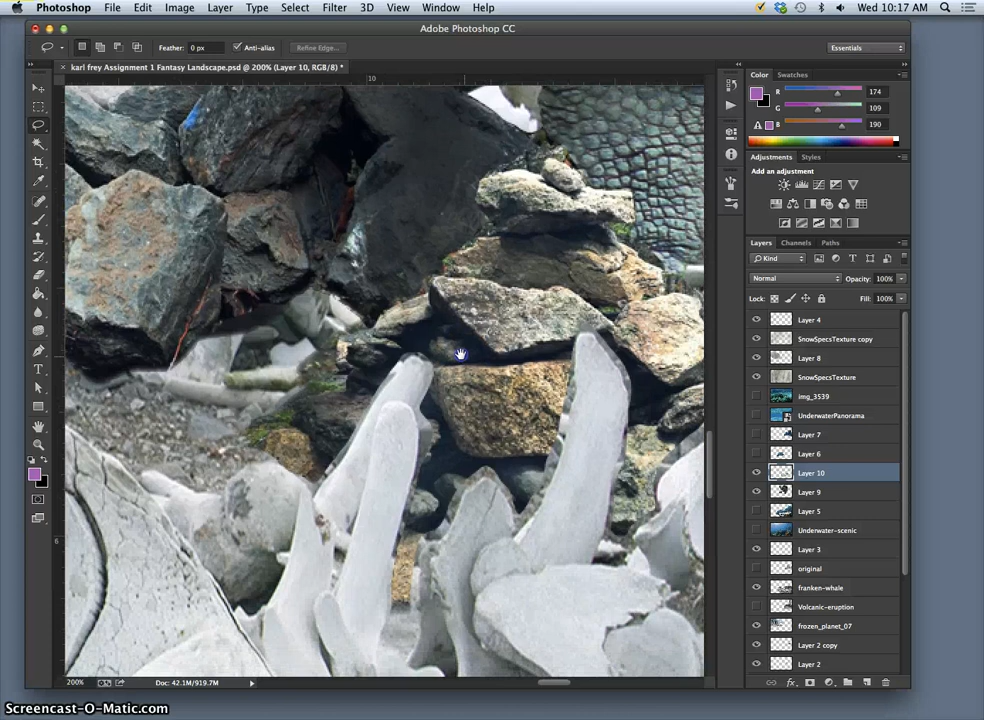 Photoshop File Edit Image Layer Type Select Filter 3D View Window Help Wed 10:17 AM
Adobe Photoshop CC
Feather: 0 px Anti-alias Refine Edge... Essentials
× karl frey Assignment 1 Fantasy Landscape.psd @ 200% (Layer 10, RGB/8) *
10
6
Color Swatches
R 174
G 109
B 190
Adjustments Styles
Add an adjustment
Layers Channels Paths
Kind
Normal Opacity: 100%
Lock: Fill: 100%
Layer 4
SnowSpecsTexture copy
Layer 8
SnowSpecsTexture
img_3539
UnderwaterPanorama
Layer 7
Layer 6
Layer 10
Layer 9
Layer 5
Underwater-scenic
Layer 3
original
franken-whale
Volcanic-eruption
frozen_planet_07
Layer 2 copy
Layer 2
200% Doc: 42.1M/919.7M
Screencast-O-Matic.com